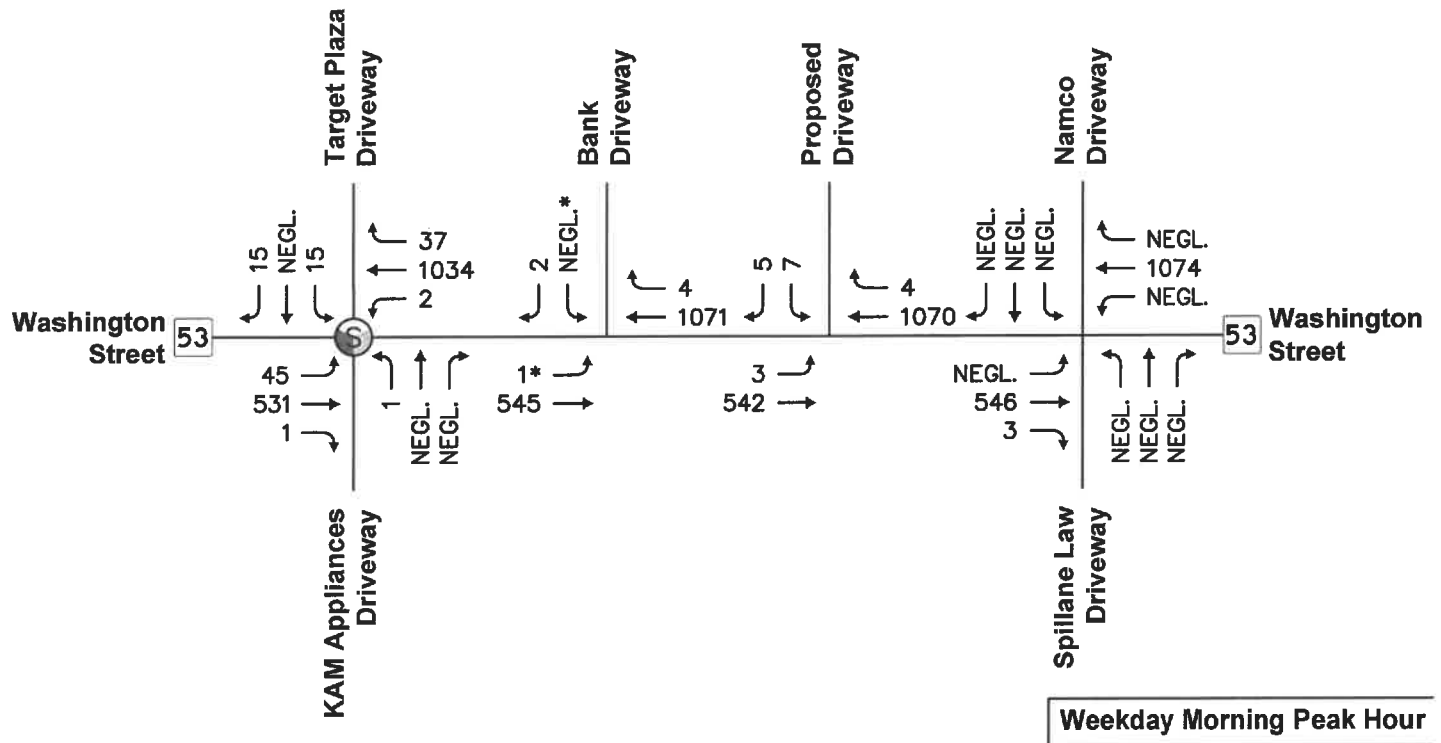 Target Plaza
Driveway
Bank
Driveway
Proposed
Driveway
Namco
Driveway
15
NEGL.
15
37
1034
2
2
NEGL.*
4
1071
5
7
4
1070
NEGL.
NEGL.
NEGL.
NEGL.
1074
NEGL.
Washington
Street
53
S
53
Washington
Street
45
531
1
1
NEGL.
NEGL.
1*
545
3
542
NEGL.
546
3
NEGL.
NEGL.
NEGL.
KAM Appliances
Driveway
Spillane Law
Driveway
Weekday Morning Peak Hour